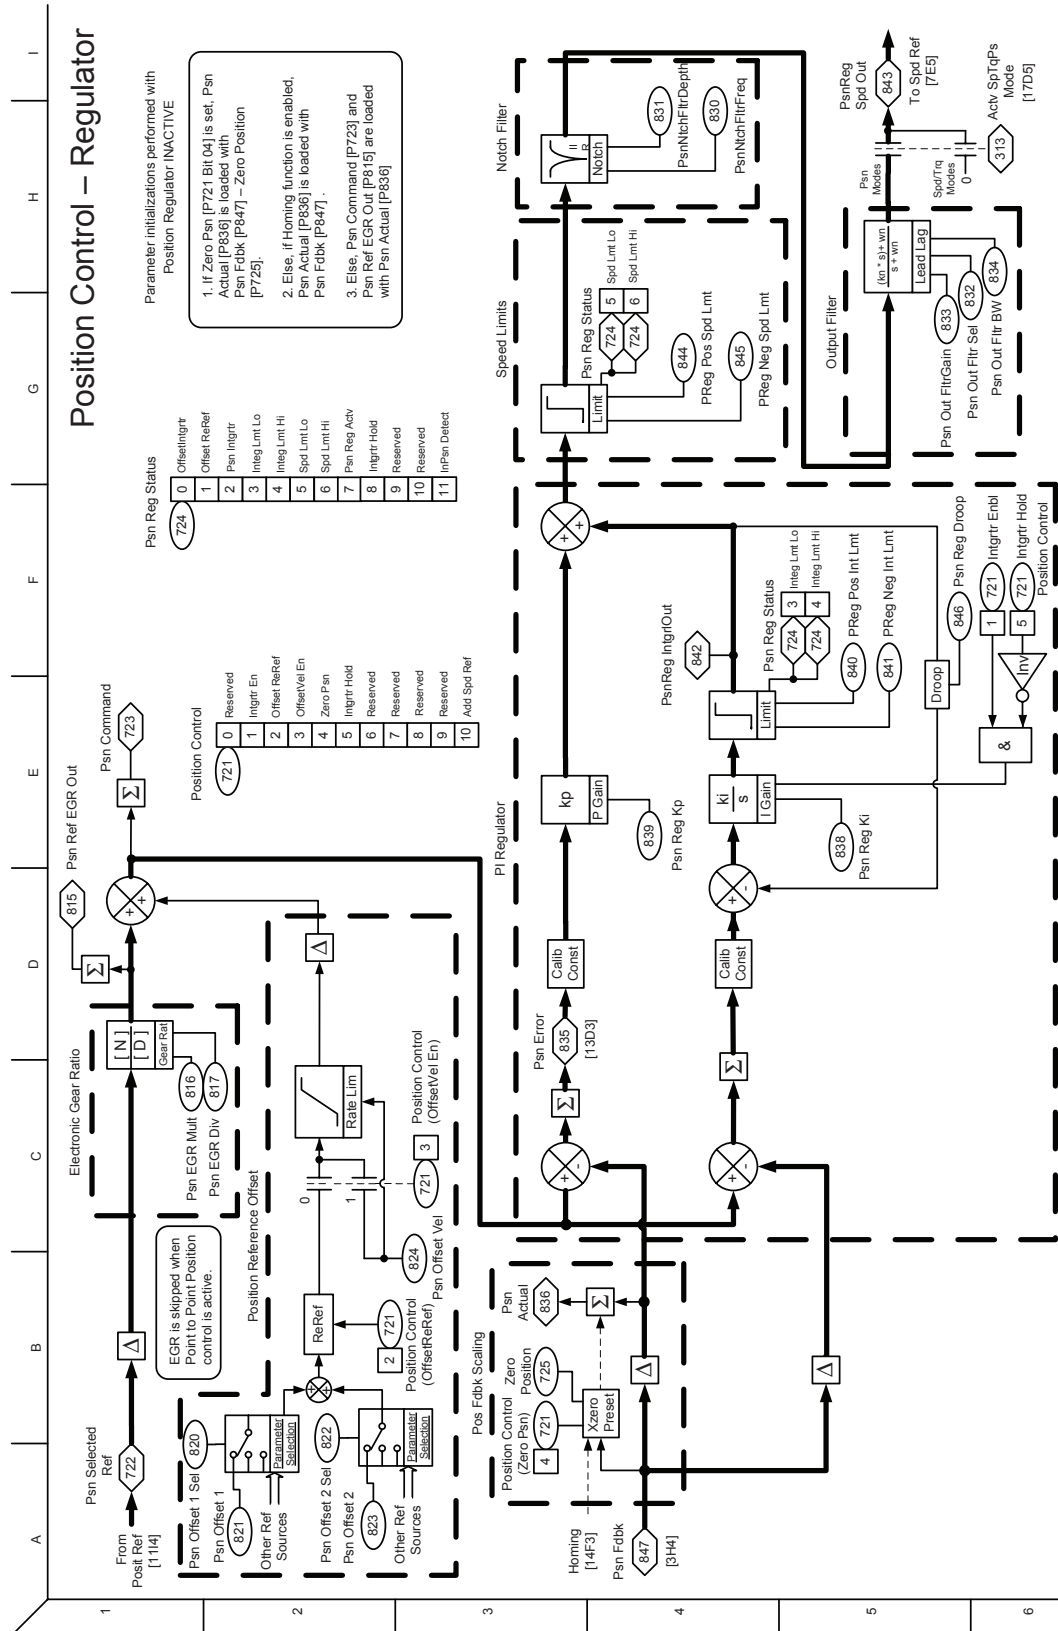 Position Control – Regulator
A
B
C
D
E
F
G
H
I
1
2
3
4
5
6
Parameter initializations performed with
Position Regulator INACTIVE
1. If Zero Psn [P721 Bit 04] is set, Psn
Actual [P836] is loaded with
Psn Fdbk [P847] – Zero Position
[P725].
2. Else, if Homing function is enabled,
Psn Actual [P836] is loaded with
Psn Fdbk [P847] .
3. Else, Psn Command [P723] and
Psn Ref EGR Out [P815] are loaded
with Psn Actual [P836]
Psn Reg Status
724
0 OffsetIntgrtr
1 Offset ReRef
2 Psn Intgrtr
3 Integ Lmt Lo
4 Integ Lmt Hi
5 Spd Lmt Lo
6 Spd Lmt Hi
7 Psn Reg Actv
8 Intgrtr Hold
9 Reserved
10 Reserved
11 InPsn Detect
Position Control
721
0 Reserved
1 Intgrtr En
2 Offset ReRef
3 OffsetVel En
4 Zero Psn
5 Intgrtr Hold
6 Reserved
7 Reserved
8 Reserved
9 Reserved
10 Add Spd Ref
From
Posit Ref
[11I4]
Psn Selected
Ref
722
Δ
EGR is skipped when
Point to Point Position
control is active.
Electronic Gear Ratio
[ N ]
[ D ]
Gear Rat
816
817
Psn EGR Mult
Psn EGR Div
Σ
815
Psn Ref EGR Out
+
+
Σ
Psn Command
723
Position Reference Offset
Psn Offset 1 Sel
820
Psn Offset 1
821
Parameter
Selection
Other Ref
Sources
Psn Offset 2 Sel
822
Psn Offset 2
823
Parameter
Selection
Other Ref
Sources
+
+
ReRef
721
2
Position Control
(OffsetReRef)
0
1
824
Psn Offset Vel
721
3
Position Control
(OffsetVel En)
Rate Lim
Δ
Pos Fdbk Scaling
Position Control
(Zero Psn)
4
721
Zero
Position
725
Psn
Actual
836
Xzero
Preset
Σ
Homing
[14F3]
Psn Fdbk
847
[3H4]
Δ
Δ
PI Regulator
+
-
Σ
Psn Error
835
[13D3]
Calib
Const
kp
P Gain
839
Psn Reg Kp
+
+
+
-
Σ
Calib
Const
+
-
ki
s
I Gain
838
Psn Reg Ki
Limit
PsnReg IntgrlOut
842
Psn Reg Status
724
3
Integ Lmt Lo
724
4
Integ Lmt Hi
840
PReg Pos Int Lmt
841
PReg Neg Int Lmt
Droop
846
Psn Reg Droop
&
Inv
1
721
Intgrtr Enbl
5
721
Intgrtr Hold
Position Control
Speed Limits
Limit
Psn Reg Status
724
5
Spd Lmt Lo
724
6
Spd Lmt Hi
844
PReg Pos Spd Lmt
845
PReg Neg Spd Lmt
Notch Filter
II
R
Notch
831
PsnNtchFltrDepth
830
PsnNtchFltrFreq
Output Filter
(kn * s)+ wn
s + wn
Lead Lag
833
Psn Out FltrGain
832
Psn Out Fltr Sel
834
Psn Out Fltr BW
Psn
Modes
Spd/Trq
Modes
0
PsnReg
Spd Out
843
To Spd Ref
[7E5]
313
Actv SpTqPs
Mode
[17D5]